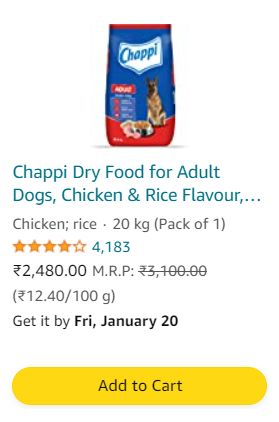 Chappi
ADULT
Chappi Dry Food for Adult
Dogs, Chicken & Rice Flavour,…
Chicken; rice · 20 kg (Pack of 1)
4,183
₹2,480.00 M.R.P: ₹3,100.00
(₹12.40/100 g)
Get it by Fri, January 20
Add to Cart